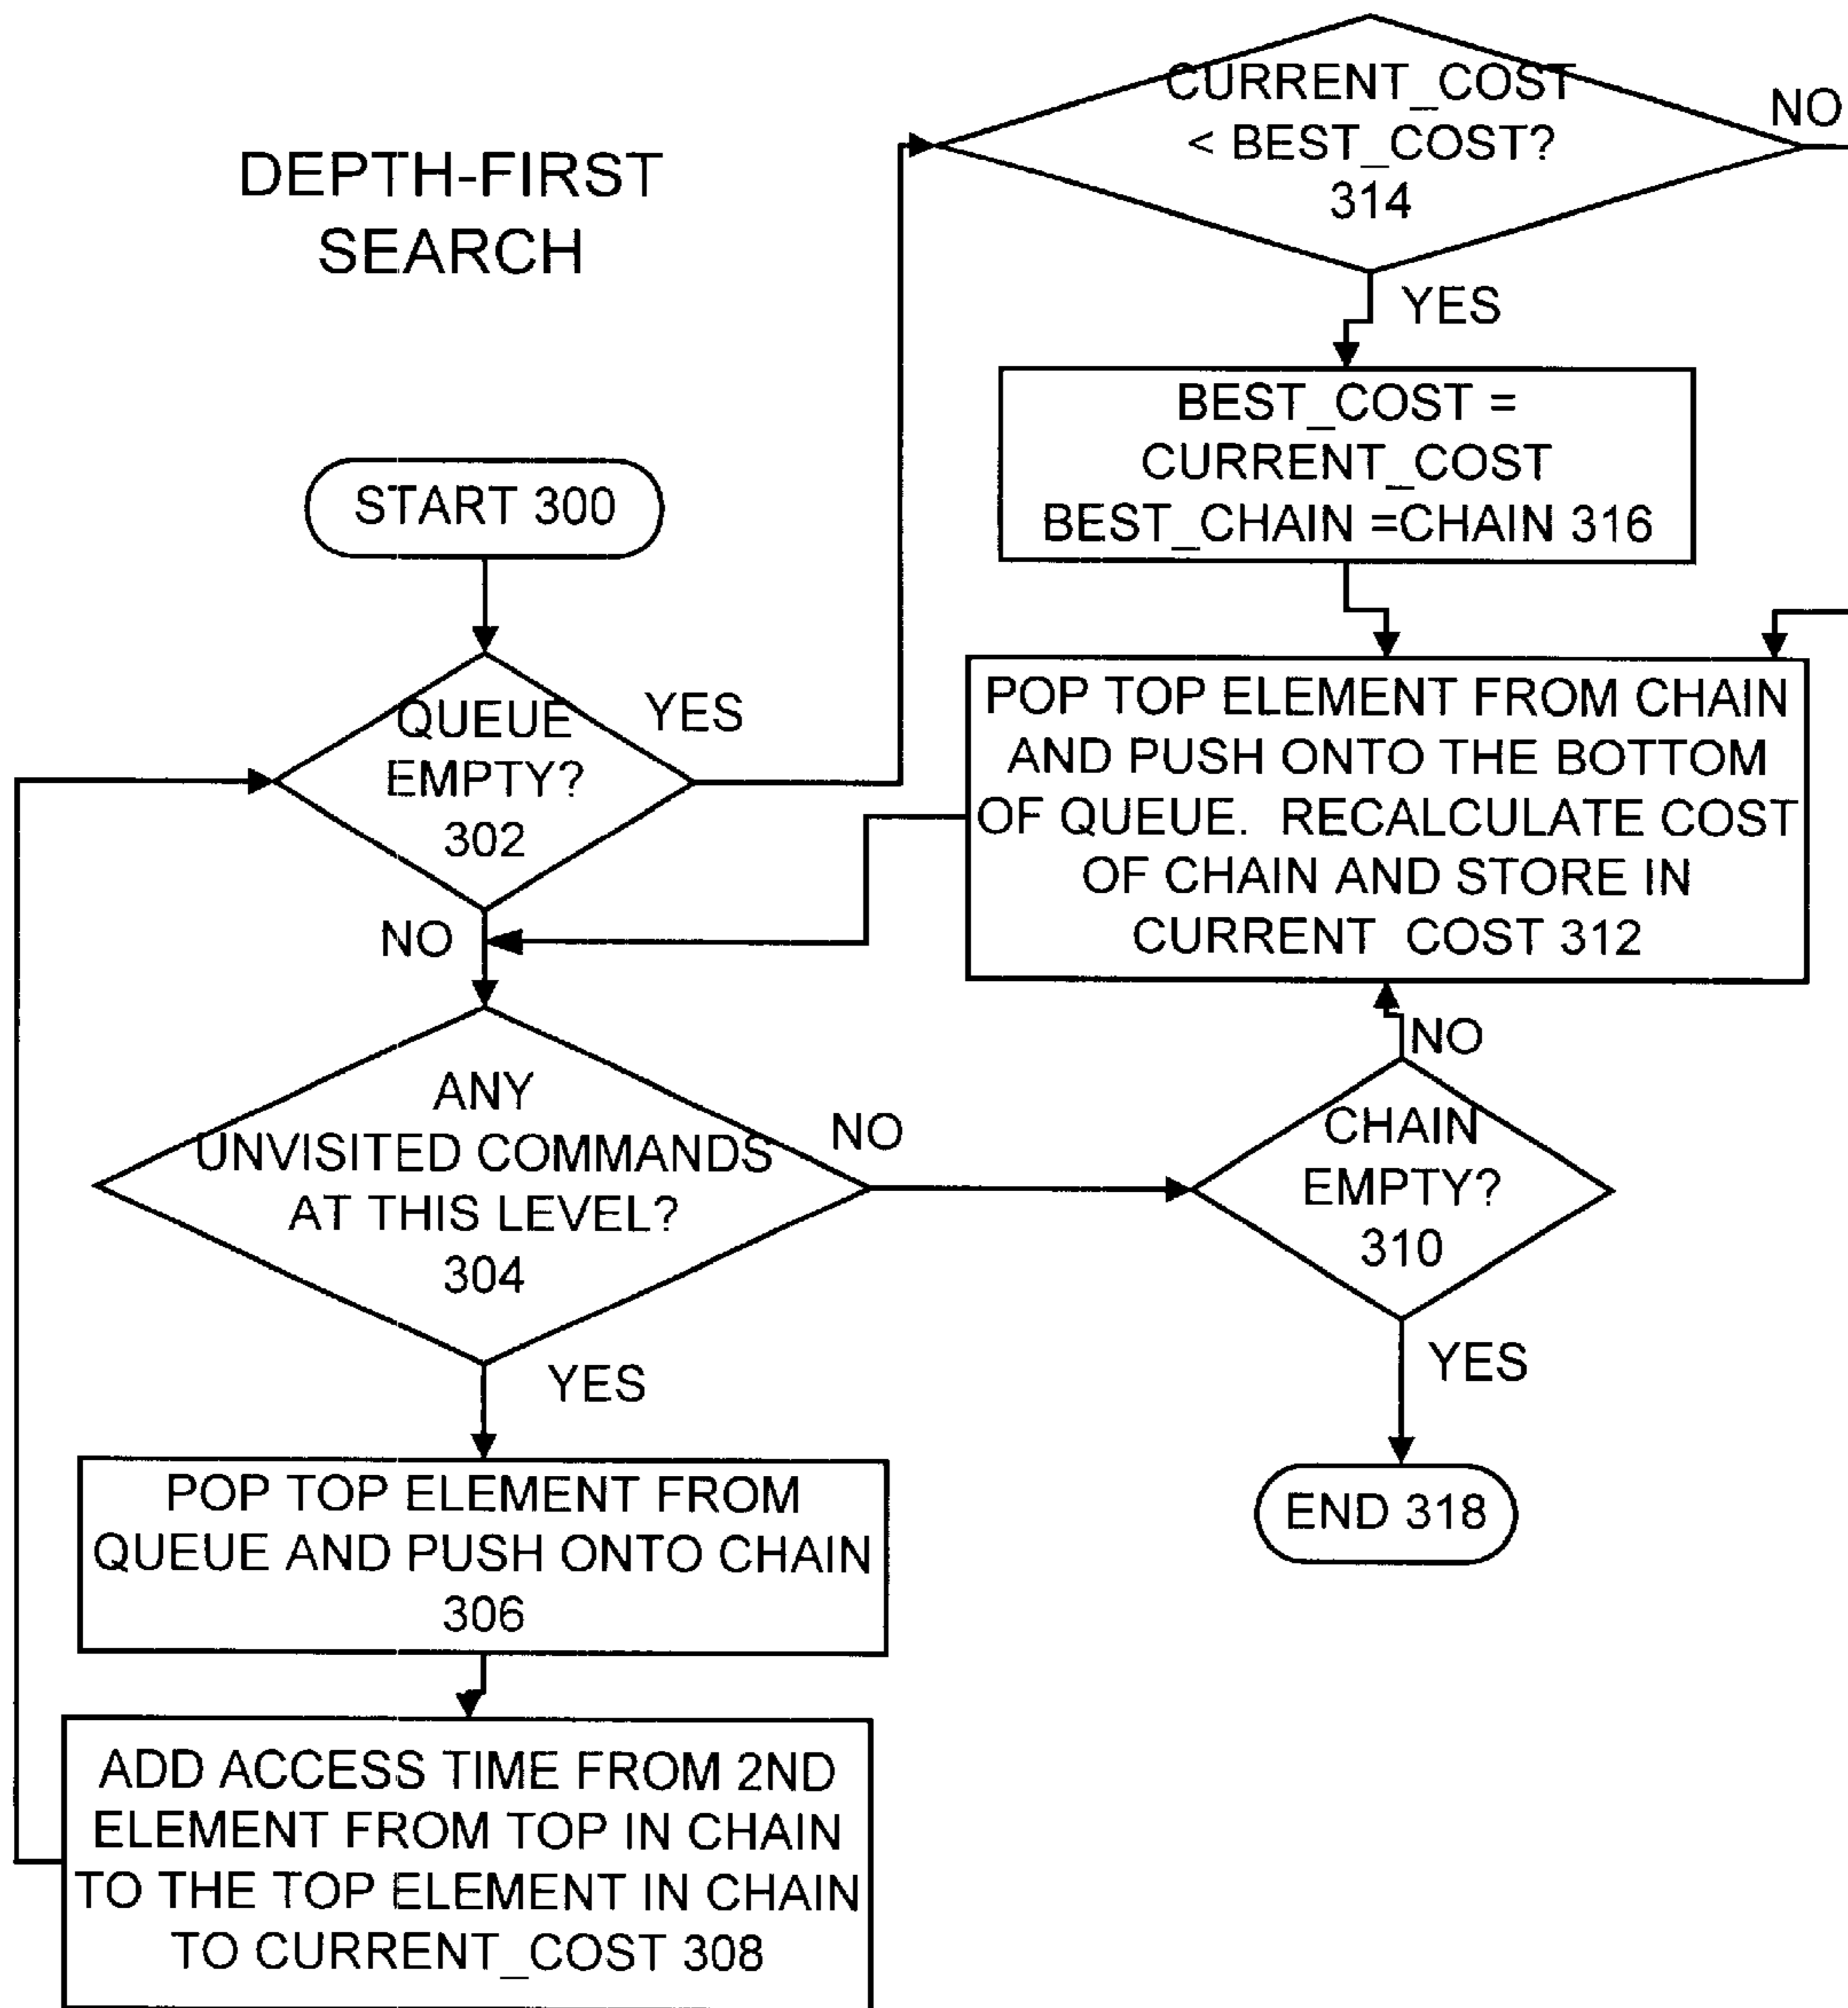 DEPTH-FIRST
SEARCH
START 300
QUEUE
EMPTY?
302
YES
NO
ANY
UNVISITED COMMANDS
AT THIS LEVEL?
304
NO
YES
POP TOP ELEMENT FROM
QUEUE AND PUSH ONTO CHAIN
306
ADD ACCESS TIME FROM 2ND
ELEMENT FROM TOP IN CHAIN
TO THE TOP ELEMENT IN CHAIN
TO CURRENT_COST 308
CURRENT_COST
< BEST_COST?
314
NO
YES
BEST_COST =
CURRENT_COST
BEST_CHAIN =CHAIN 316
POP TOP ELEMENT FROM CHAIN
AND PUSH ONTO THE BOTTOM
OF QUEUE. RECALCULATE COST
OF CHAIN AND STORE IN
CURRENT COST 312
NO
CHAIN
EMPTY?
310
YES
END 318